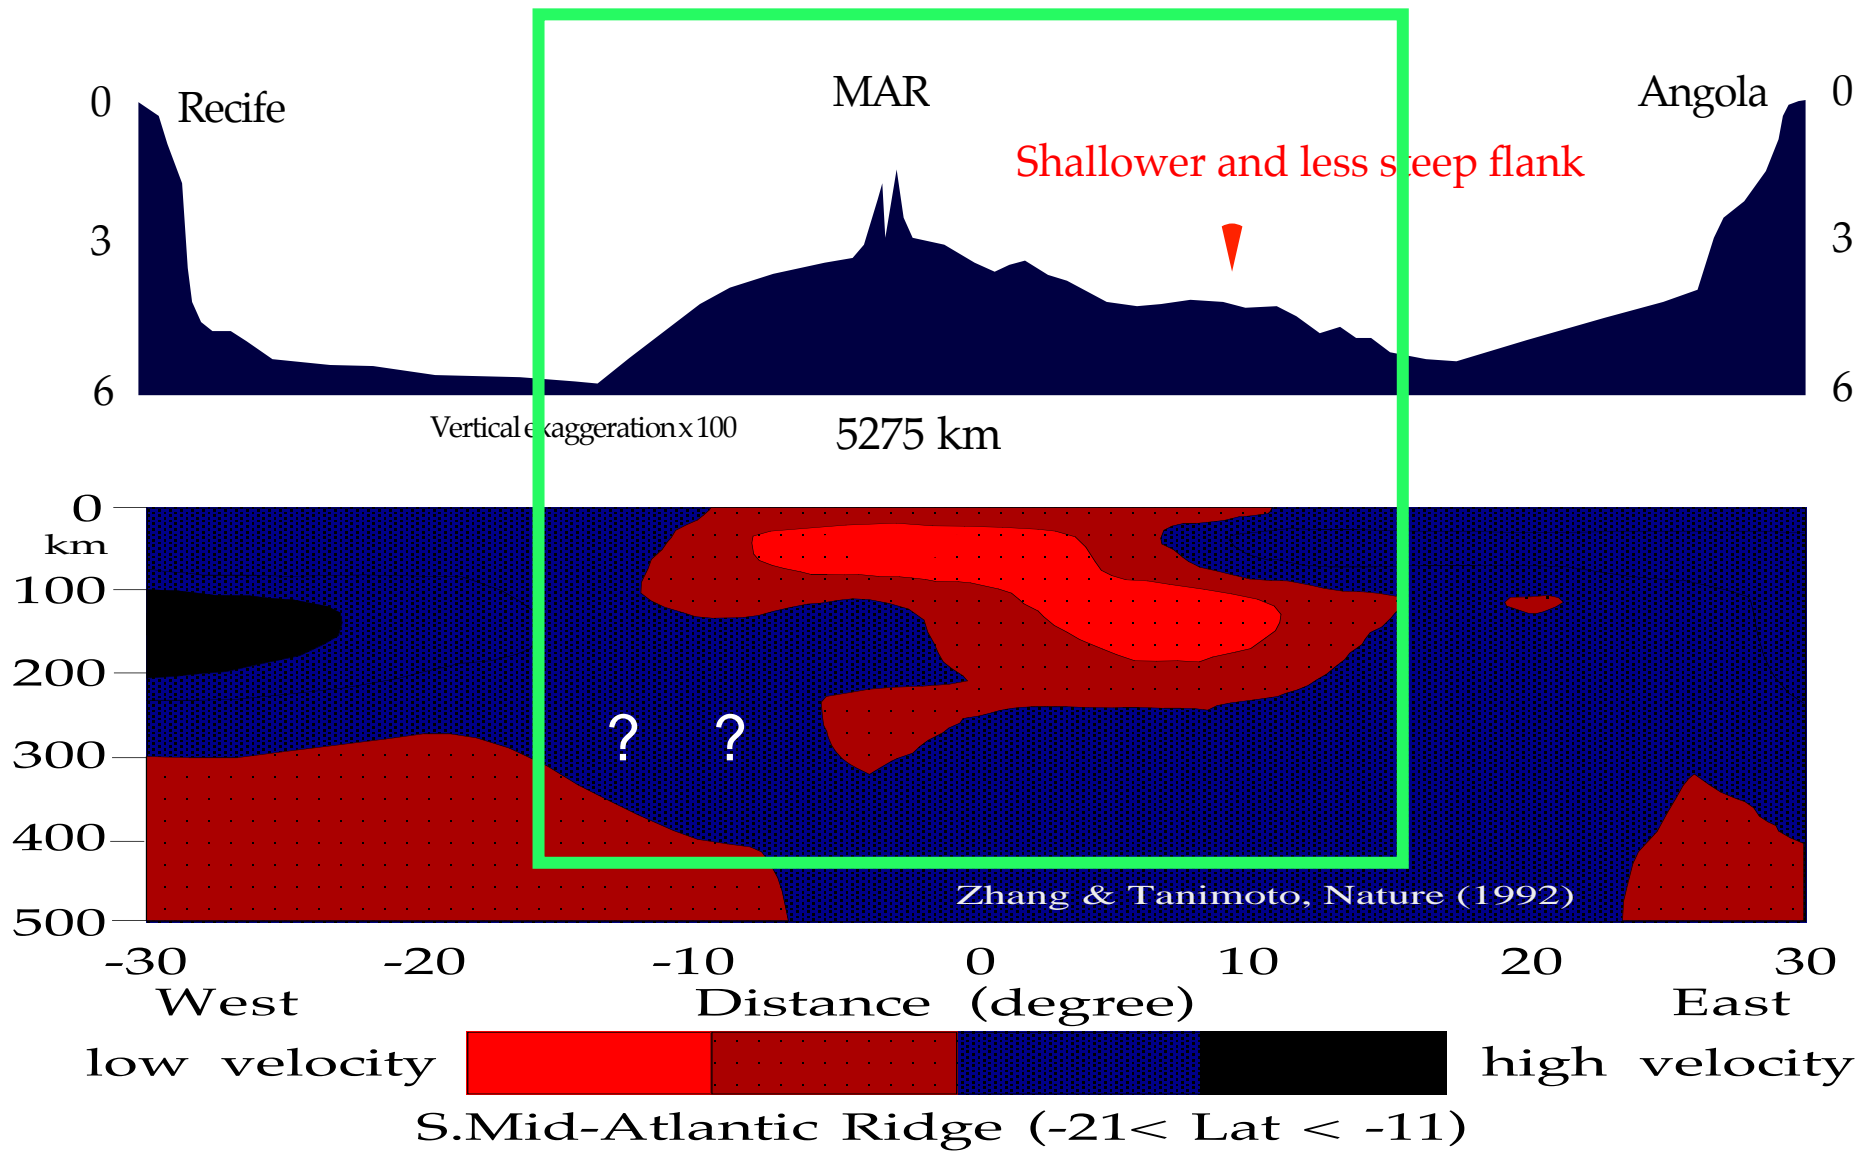 MAR
0 Recife Angola 0
Shallower and less steep flank
3 3
6 6
Vertical exaggeration x 100 5275 km
0
km
100
200
? ?
300
400
Zhang & Tanimoto, Nature (1992)
500
-30 -20 -10 0 10 20 30
West Distance (degree) East
low velocity high velocity
S.Mid-Atlantic Ridge (-21< Lat < -11)